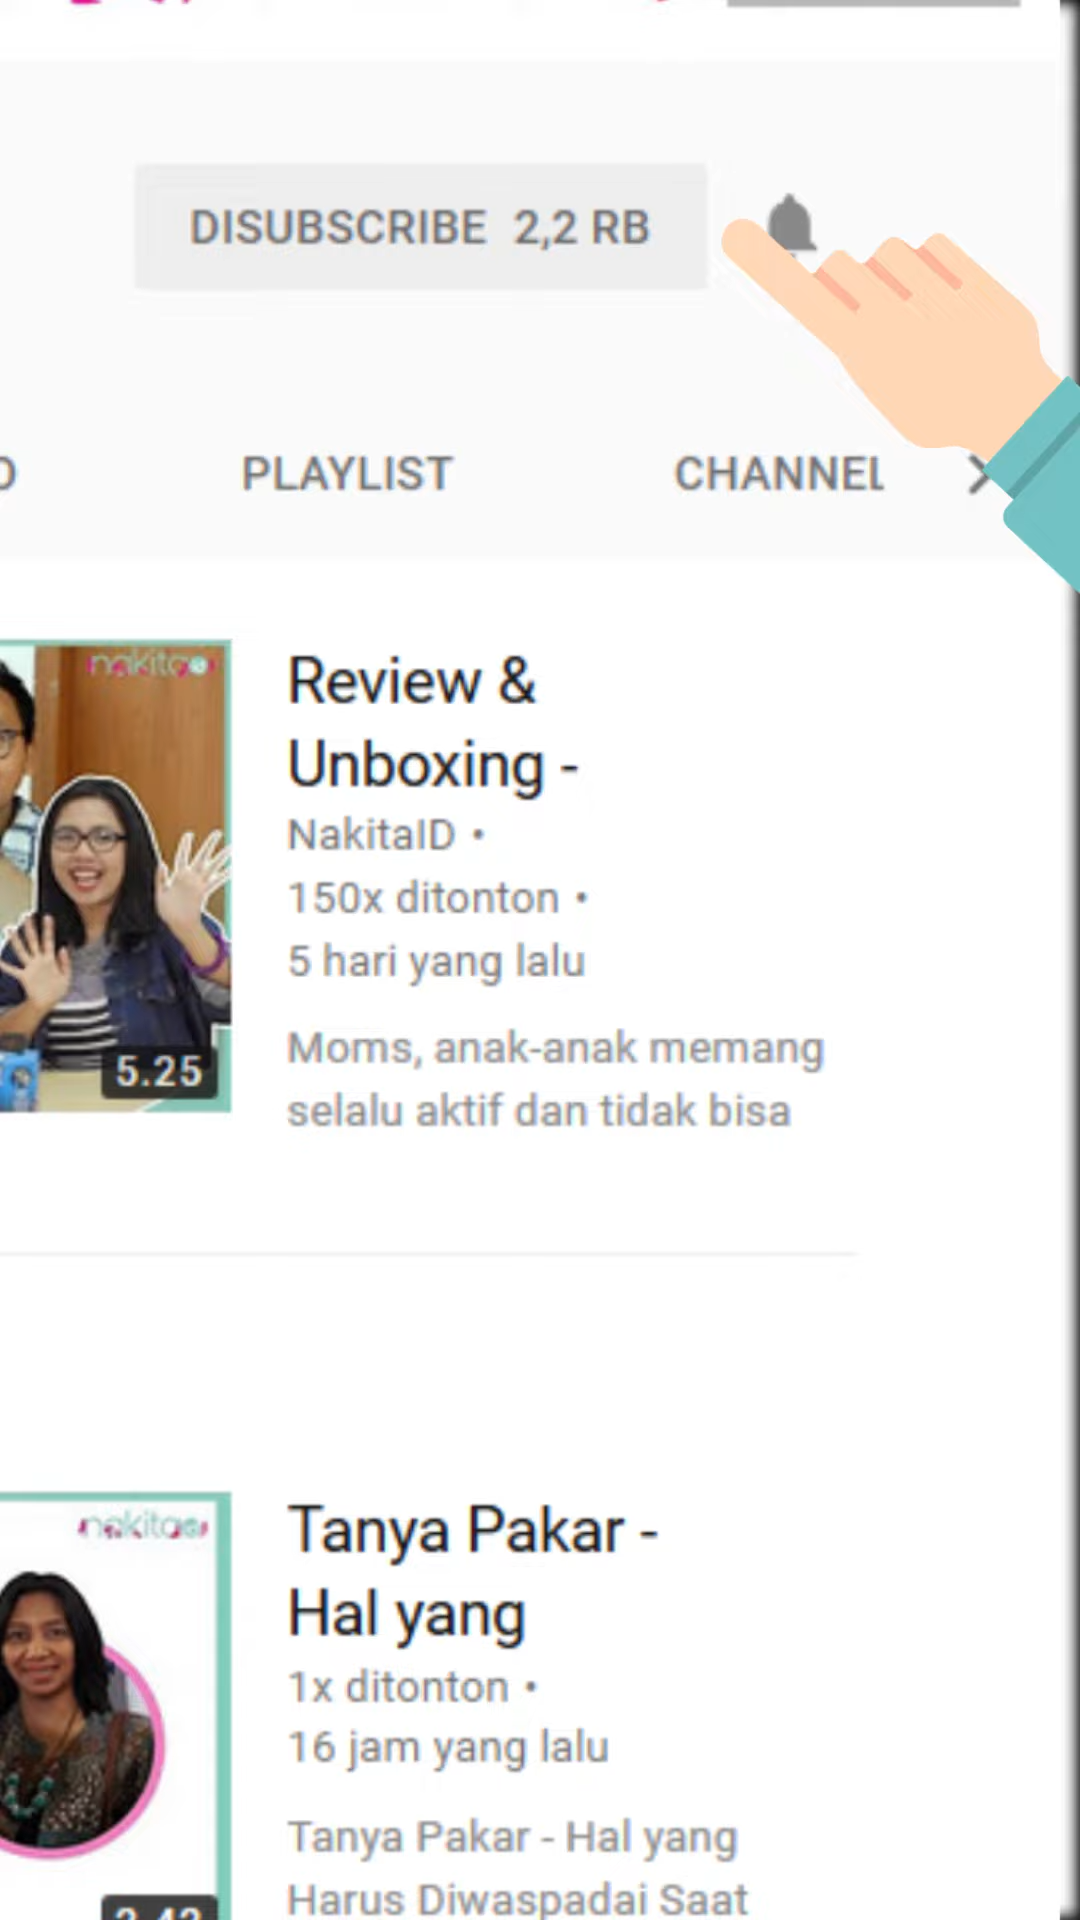 DISUBSCRIBE 2,2 RB
PLAYLIST
CHANNEL
nakita
Review &
Unboxing -
NakitaID •
150x ditonton •
5 hari yang lalu
Moms, anak-anak memang
selalu aktif dan tidak bisa
5.25
nakita
Tanya Pakar -
Hal yang
1x ditonton •
16 jam yang lalu
Tanya Pakar - Hal yang
Harus Diwaspadai Saat